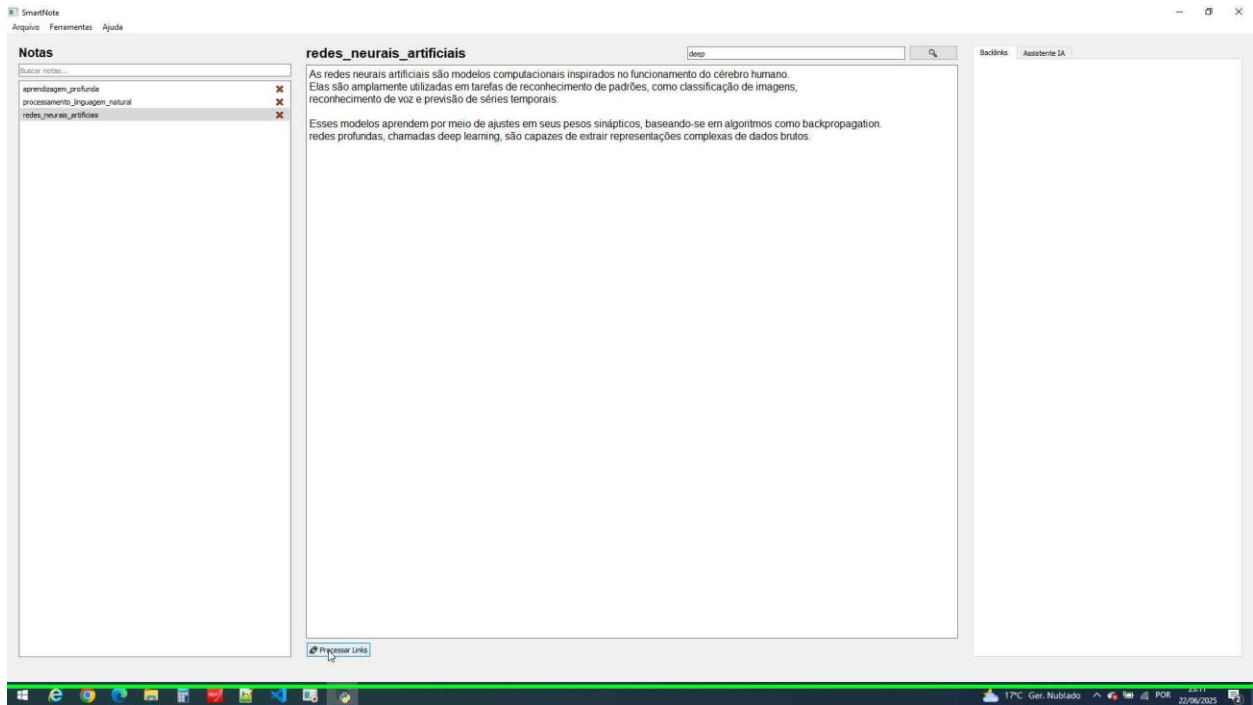 SmartNote
Arquivo Ferramentas Ajuda
Notas
Buscar notas...
aprendizagem_profunda
processamento_linguagem_natural
redes_neurais_artificiais
redes_neurais_artificiais
deep
As redes neurais artificiais são modelos computacionais inspirados no funcionamento do cérebro humano.
Elas são amplamente utilizadas em tarefas de reconhecimento de padrões, como classificação de imagens,
reconhecimento de voz e previsão de séries temporais.
Esses modelos aprendem por meio de ajustes em seus pesos sinápticos, baseando-se em algoritmos como backpropagation.
redes profundas, chamadas deep learning, são capazes de extrair representações complexas de dados brutos.
Processar Links
Backlinks Assistente IA
17°C Ger. Nublado POR
23:11
22/06/2025
2